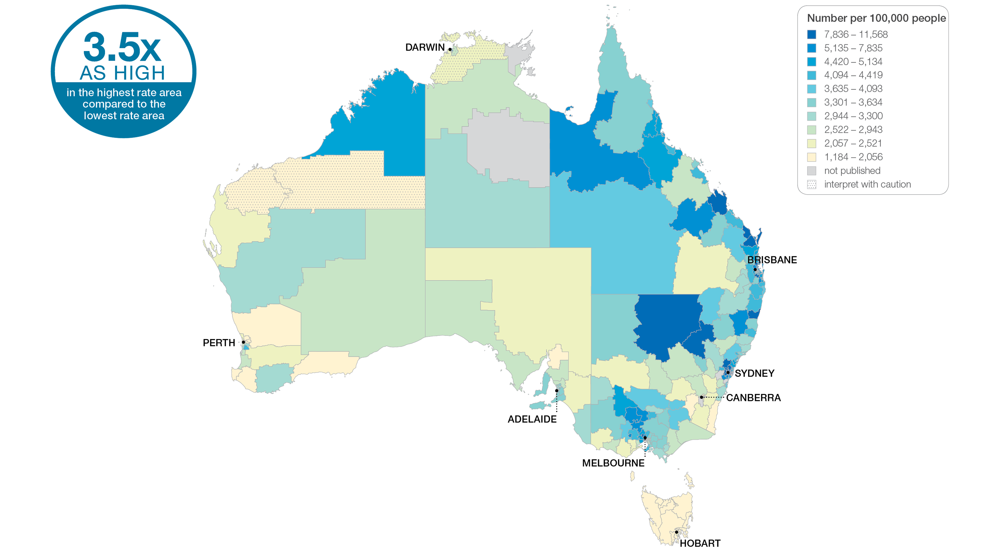 3.5x
AS HIGH
in the highest rate area
compared to the
lowest rate area
Number per 100,000 people
7,836 – 11,568
5,135 – 7,835
4,420 – 5,134
4,094 – 4,419
3,635 – 4,093
3,301 – 3,634
2,944 – 3,300
2,522 – 2,943
2,057 – 2,521
1,184 – 2,056
not published
interpret with caution
DARWIN
BRISBANE
PERTH
SYDNEY
CANBERRA
ADELAIDE
MELBOURNE
HOBART